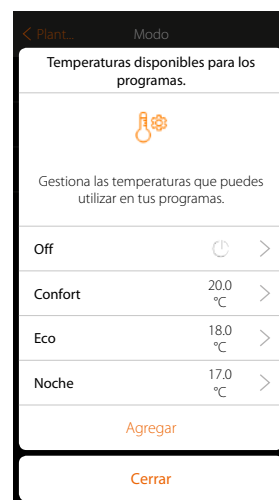 Plant... Modo
Temperaturas disponibles para los
programas.
Gestiona las temperaturas que puedes
utilizar en tus programas.
Off
Confort 20.0
°C
Eco 18.0
°C
Noche 17.0
°C
Agregar
Cerrar